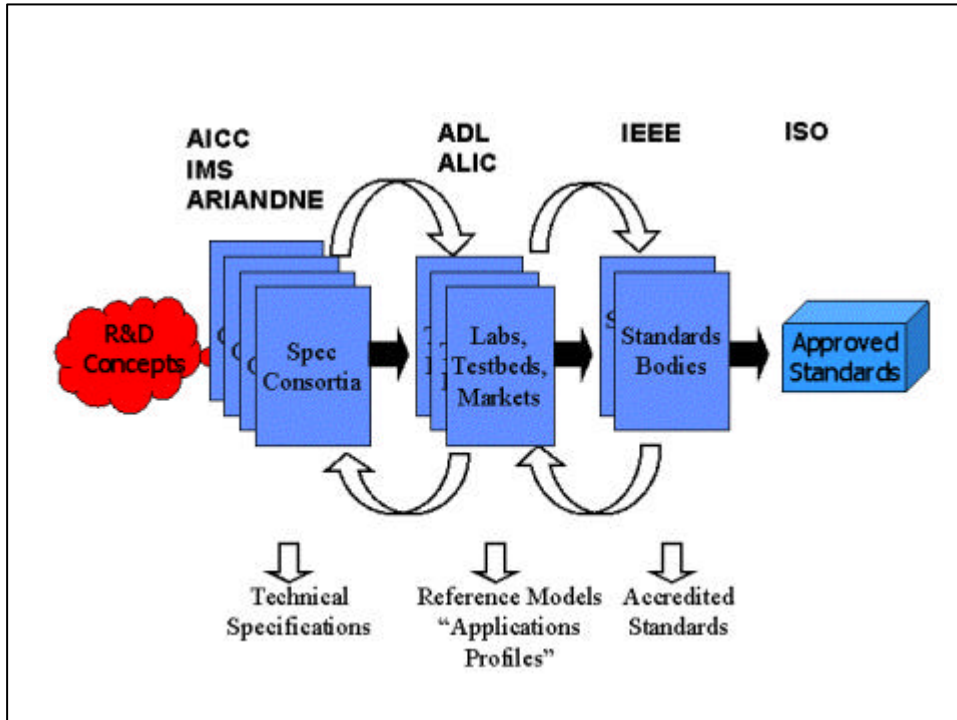 AICC
IMS
ARIANDNE
ADL
ALIC
IEEE
ISO
R&D
Concepts
Spec
Consortia
Labs,
Testbeds,
Markets
Standards
Bodies
Approved
Standards
Technical
Specifications
Reference Models
“Applications
Profiles”
Accredited
Standards